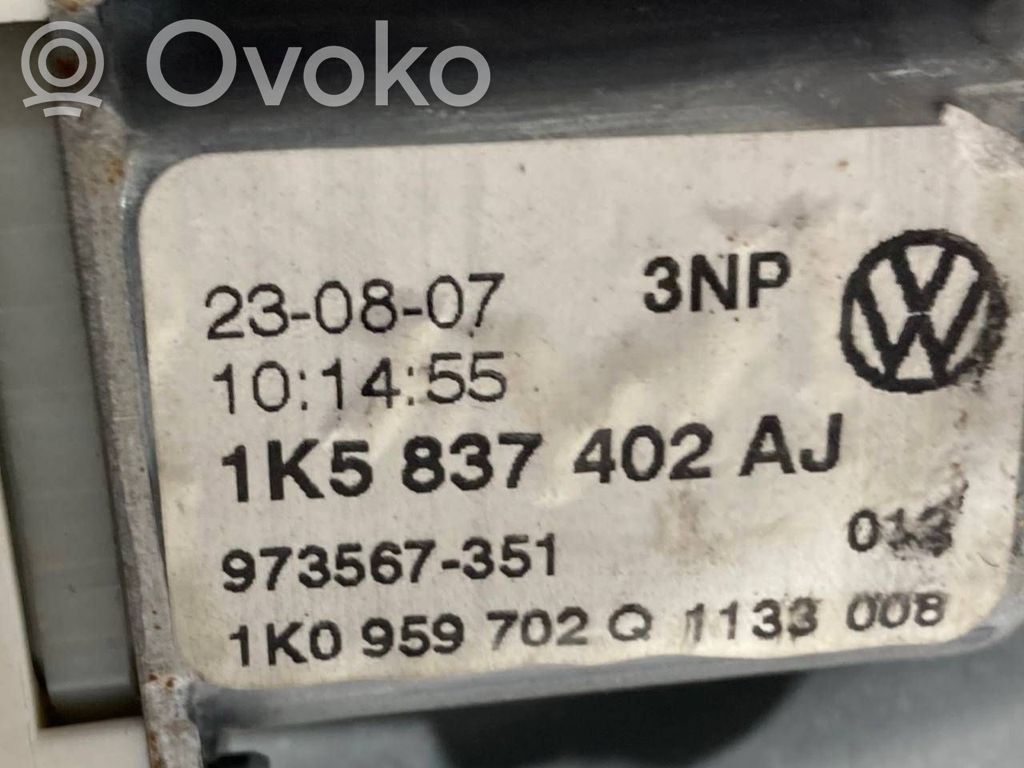 Ovoko
23-08-07 3NP
10:14:55
1K5 837 402 AJ
973567-351
1K0 959 702 Q 1133 008